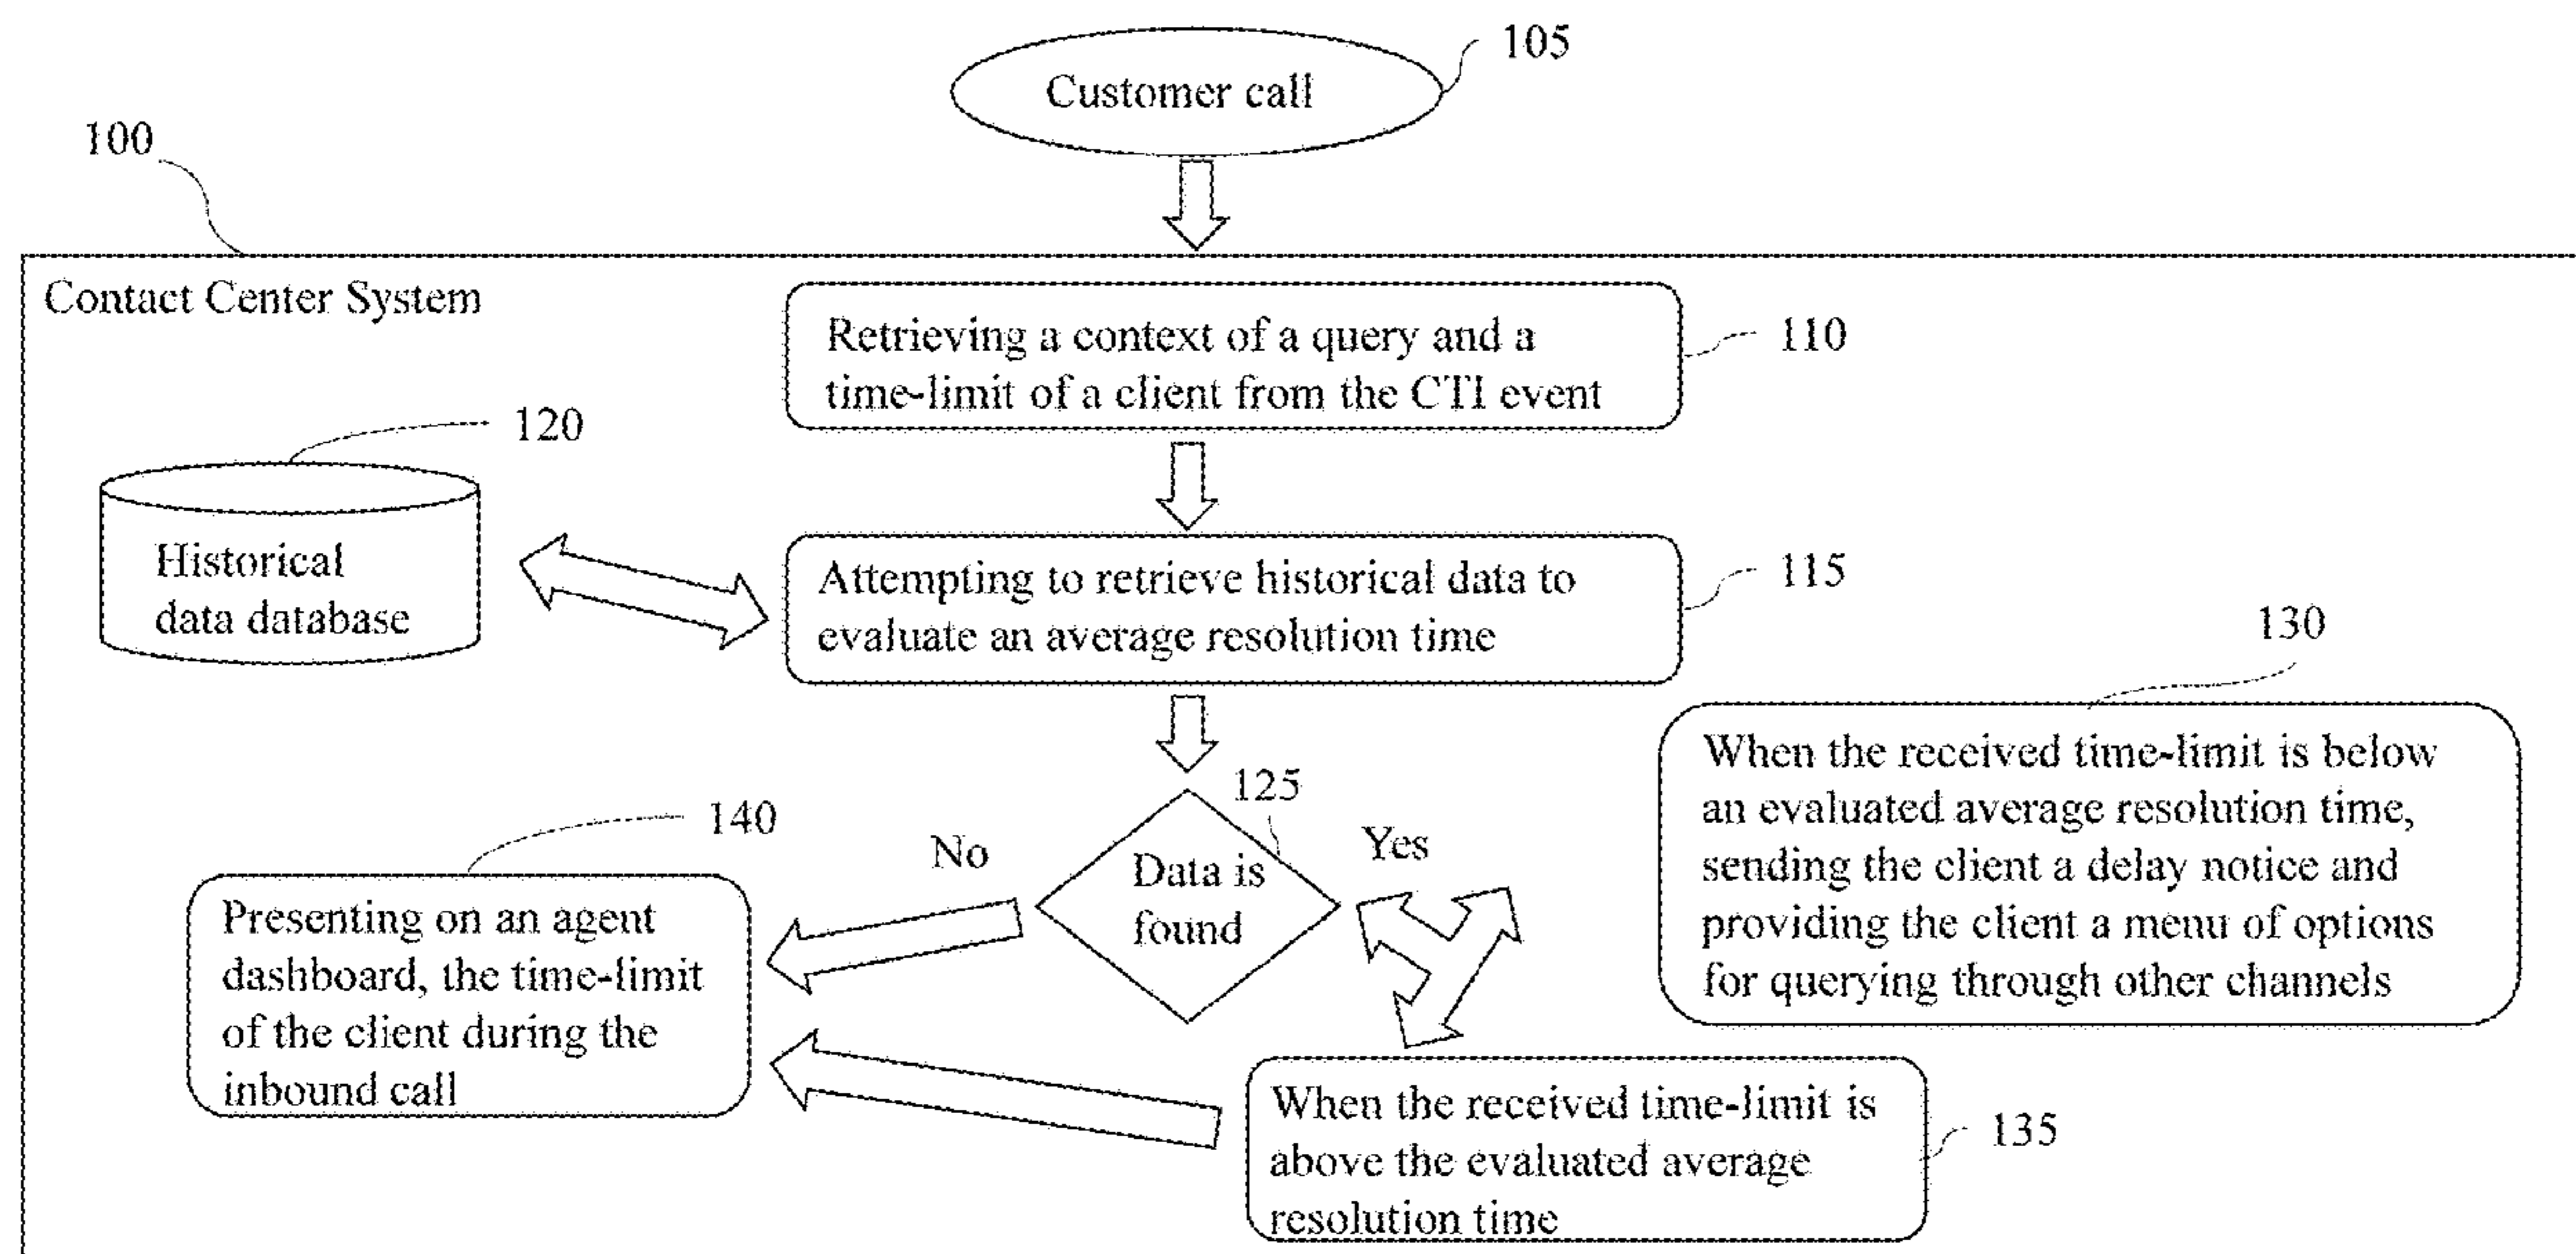 105
Customer call
100
Contact Center System
Retrieving a context of a query and a
time-limit of a client from the CTI event
110
120
Historical
data database
Attempting to retrieve historical data to
evaluate an average resolution time
115
130
When the received time-limit is below
an evaluated average resolution time,
sending the client a delay notice and
providing the client a menu of options
for querying through other channels
125
Data is
found
No
Yes
140
Presenting on an agent
dashboard, the time-limit
of the client during the
inbound call
When the received time-limit is
above the evaluated average
resolution time
135